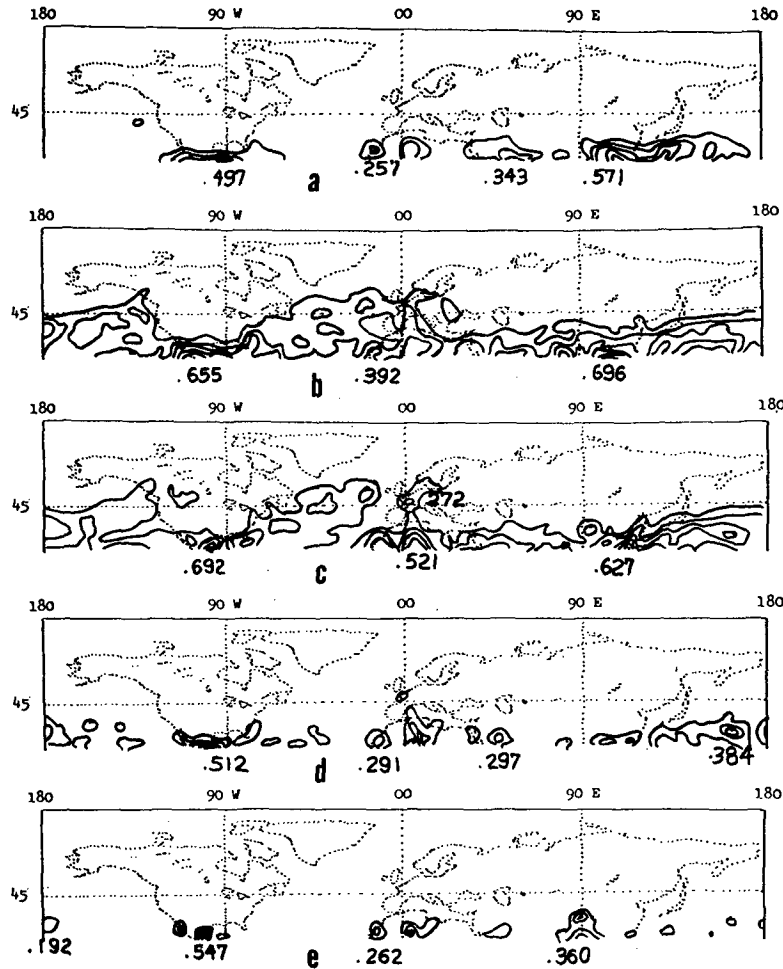 180 90 W 00 90 E 180
45
.497 a .257 .343 .571
180 90 W 00 90 E 180
45
.655 b .392 .696
180 90 W 00 90 E 180
45 .272
.692 c .521 .627
180 90 W 00 90 E 180
45
.512 d .291 .297 .384
180 90 W 00 90 E 180
45
.192 .547 e .262 .360